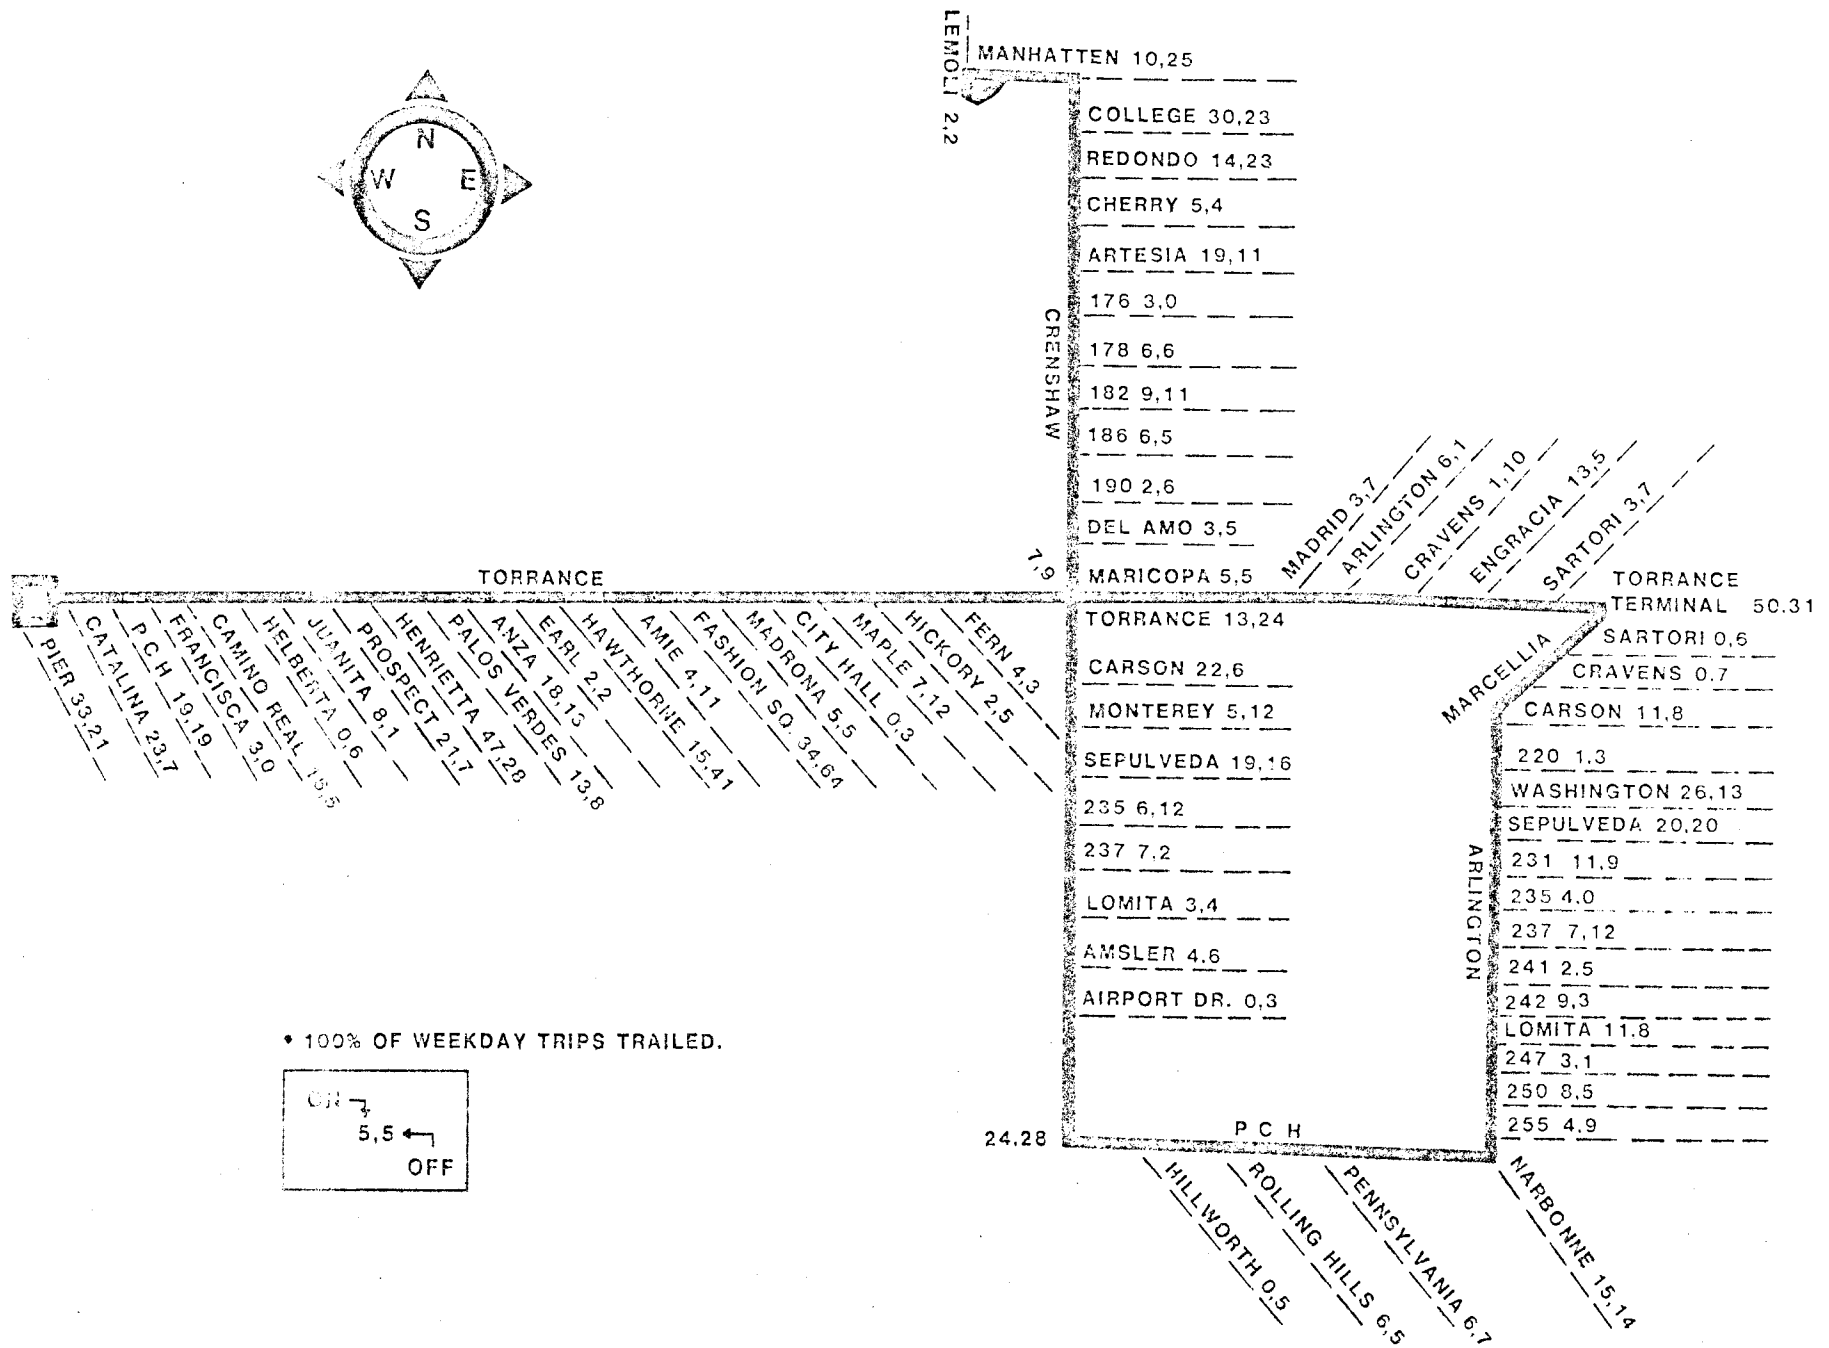 LEMOLI 2,2
MANHATTEN 10,25
COLLEGE 30,23
REDONDO 14,23
CHERRY 5,4
ARTESIA 19,11
176 3,0
178 6,6
182 9,11
186 6,5
190 2,6
DEL AMO 3,5
MARICOPA 5,5
CRENSHAW
N
W E
S
7,9
TORRANCE
MADRID 3,7
ARLINGTON 6,1
CRAVENS 1,10
ENGRACIA 13,5
SARTORI 3,7
TORRANCE
TERMINAL 50.31
PIER 33,21
CATALINA 23,7
P.C.H 19,19
FRANCISCA 3,0
CAMINO REAL
HELBERTA 0,6
JUANITA 8,1
PROSPECT 21,7
HENRIETTA 47,28
PALOS VERDES 13,8
ANZA 18,13
EARL 2,2
HAWTHORNE 15,41
AMIE 4,11
FASHION SQ. 34,64
MADRONA 5,5
CITY HALL 0,3
MAPLE 7,12
HICKORY 2,5
FERN 4,3
TORRANCE 13,24
CARSON 22,6
MONTEREY 5,12
SEPULVEDA 19,16
235 6,12
237 7,2
LOMITA 3,4
AMSLER 4,6
AIRPORT DR. 0,3
MARCELLIA
SARTORI 0,6
CRAVENS 0.7
CARSON 11,8
220 1,3
WASHINGTON 26,13
SEPULVEDA 20,20
231 11,9
235 4.0
237 7,12
241 2,5
242 9,3
LOMITA 11.8
247 3,1
250 8,5
255 4,9
ARLINGTON
24.28
P C H
HILLWORTH 0,5
ROLLING HILLS 6,5
PENNSYLVANIA 6,7
NARBONNE 15,14
• 100% OF WEEKDAY TRIPS TRAILED.
ON
5,5
OFF